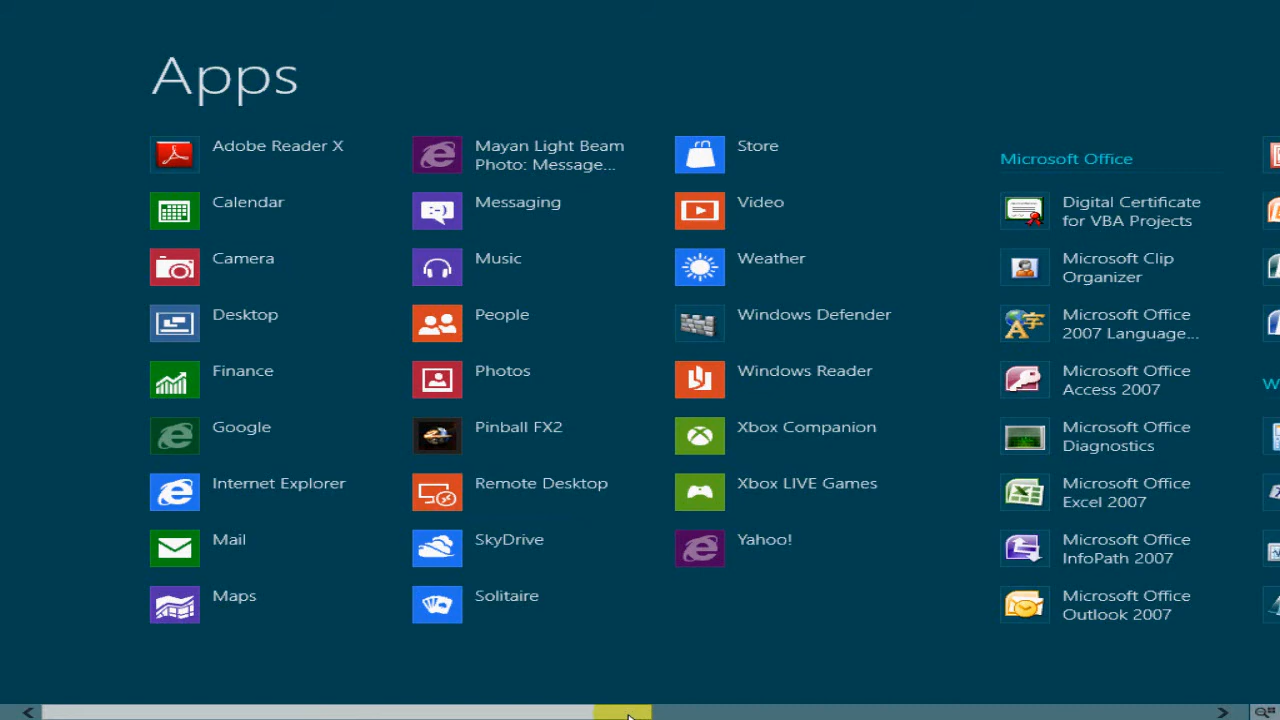 Apps
Adobe Reader X
Calendar
Camera
Desktop
Finance
Google
Internet Explorer
Mail
Maps
Mayan Light Beam
Photo: Message...
Messaging
Music
People
Photos
Pinball FX2
Remote Desktop
SkyDrive
Solitaire
Store
Video
Weather
Windows Defender
Windows Reader
Xbox Companion
Xbox LIVE Games
Yahoo!
Microsoft Office
Digital Certificate
for VBA Projects
Microsoft Clip
Organizer
Microsoft Office
2007 Language...
Microsoft Office
Access 2007
Microsoft Office
Diagnostics
Microsoft Office
Excel 2007
Microsoft Office
InfoPath 2007
Microsoft Office
Outlook 2007